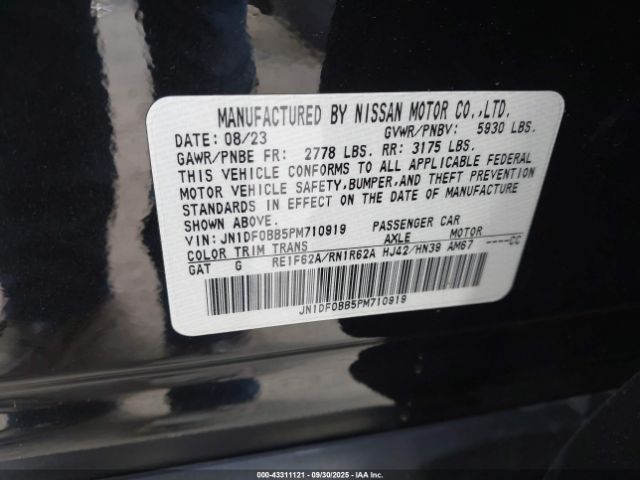 MANUFACTURED BY NISSAN MOTOR CO.,LTD.
DATE: 08/23 GVWR/PNBV: 5930 LBS.
GAWR/PNBE FR: 2778 LBS. RR: 3175 LBS.
THIS VEHICLE CONFORMS TO ALL APPLICABLE FEDERAL
MOTOR VEHICLE SAFETY,BUMPER,AND THEFT PREVENTION
STANDARDS IN EFFECT ON THE DATE OF MANUFACTURE
SHOWN ABOVE.
VIN: JN1DF0BB5PM710919 PASSENGER CAR
COLOR TRIM TRANS AXLE MOTOR ----CC
GAT G RE1F62A/RN1R62A HJ42/HN39 AM67
JN1DF0BB5PM710919
000-43311121 - 09/30/2025 - IAA Inc.